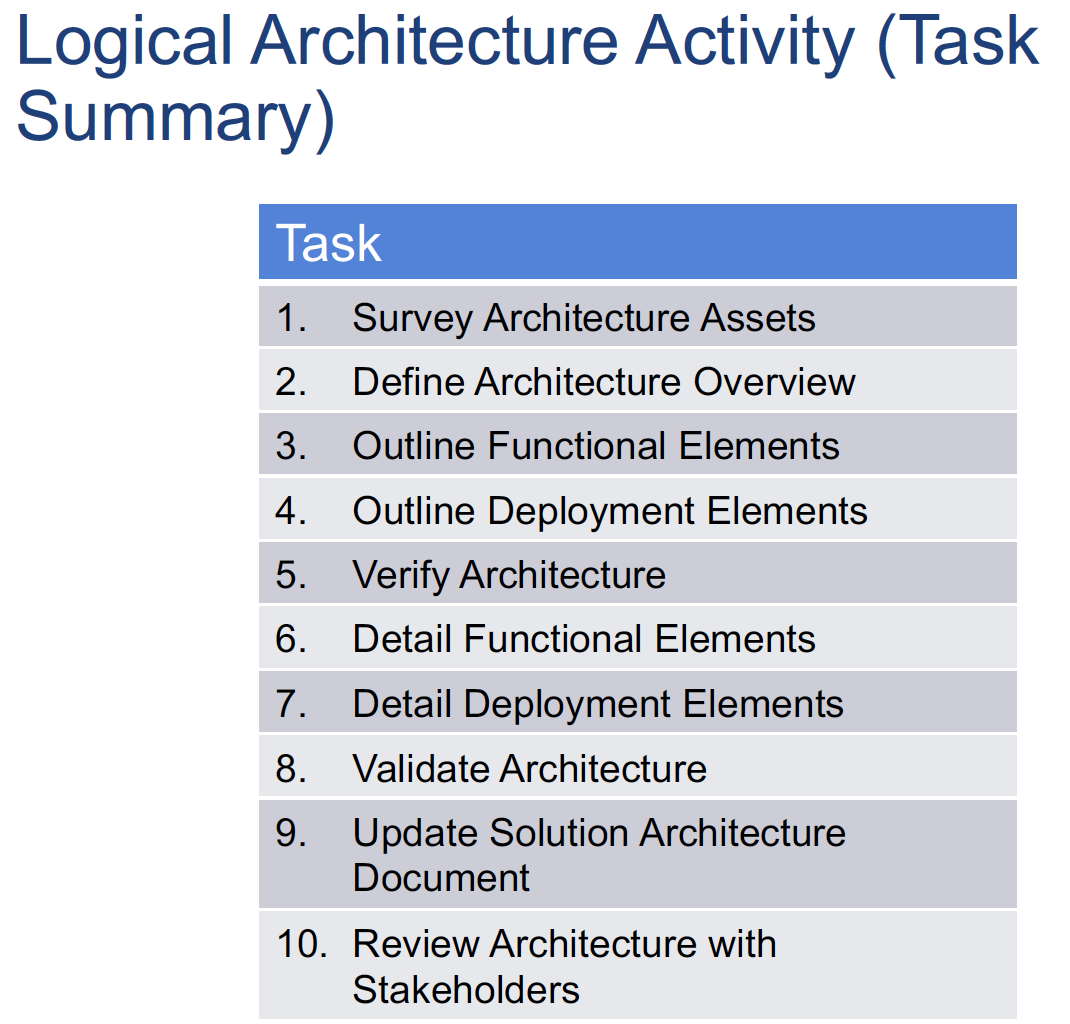 Logical Architecture Activity (Task
Summary)
Task
1. Survey Architecture Assets
2. Define Architecture Overview
3. Outline Functional Elements
4. Outline Deployment Elements
5. Verify Architecture
6. Detail Functional Elements
7. Detail Deployment Elements
8. Validate Architecture
9. Update Solution Architecture
Document
10. Review Architecture with
Stakeholders